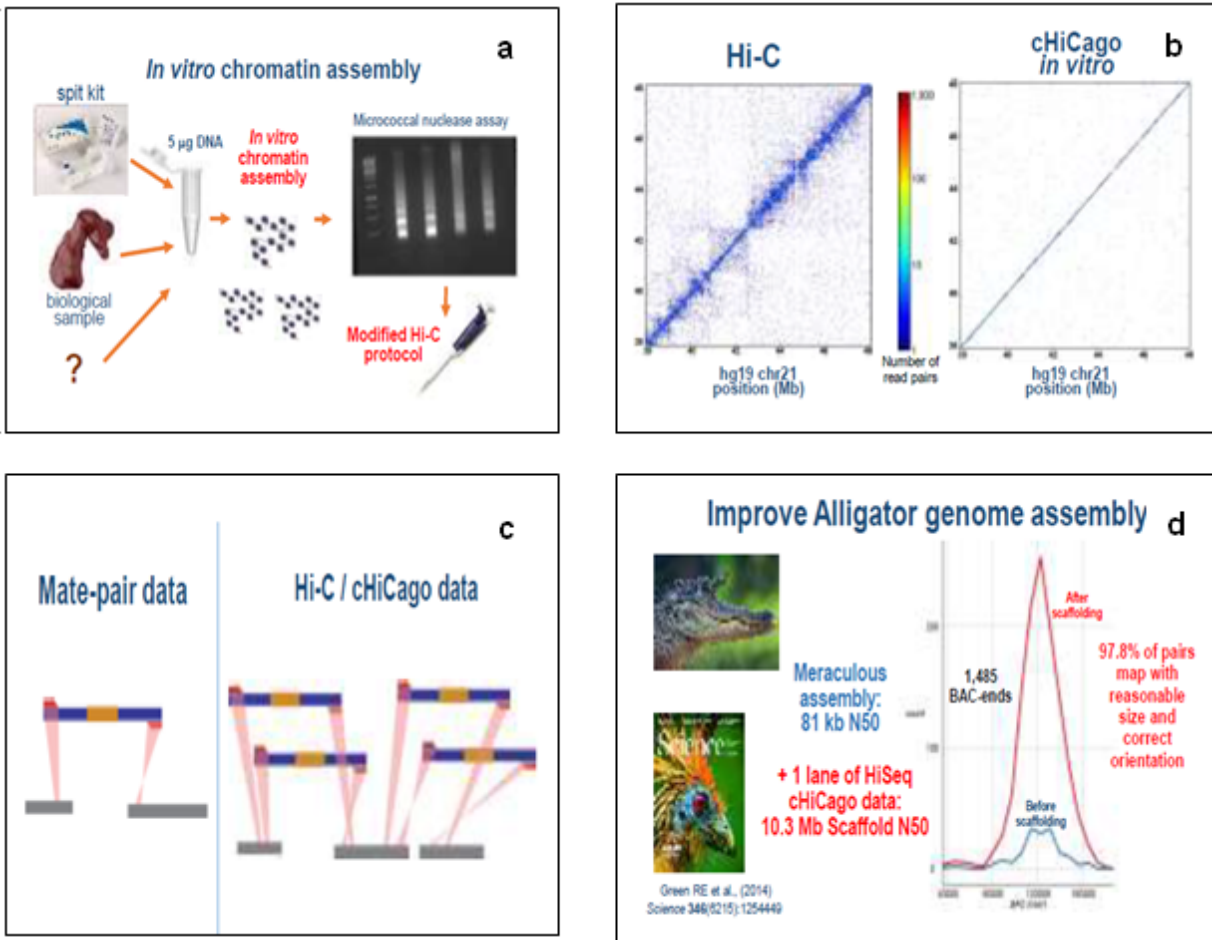 a
In vitro chromatin assembly
spit kit
5 µg DNA
In vitro
chromatin
assembly
Micrococcal nuclease assay
biological
sample
?
Modified Hi-C
protocol
b
Hi-C
cHiCago
in vitro
Number of
read pairs
hg19 chr21
position (Mb)
hg19 chr21
position (Mb)
c
Mate-pair data
Hi-C / cHiCago data
Improve Alligator genome assembly
d
Meraculous
assembly:
81 kb N50
Science
+ 1 lane of HiSeq
cHiCago data:
10.3 Mb Scaffold N50
Green RE et al., (2014)
Science 346(6215):1254449
After
scaffolding
1,485
BAC-ends
97.8% of pairs
map with
reasonable
size and
correct
orientation
count
Before
scaffolding
0